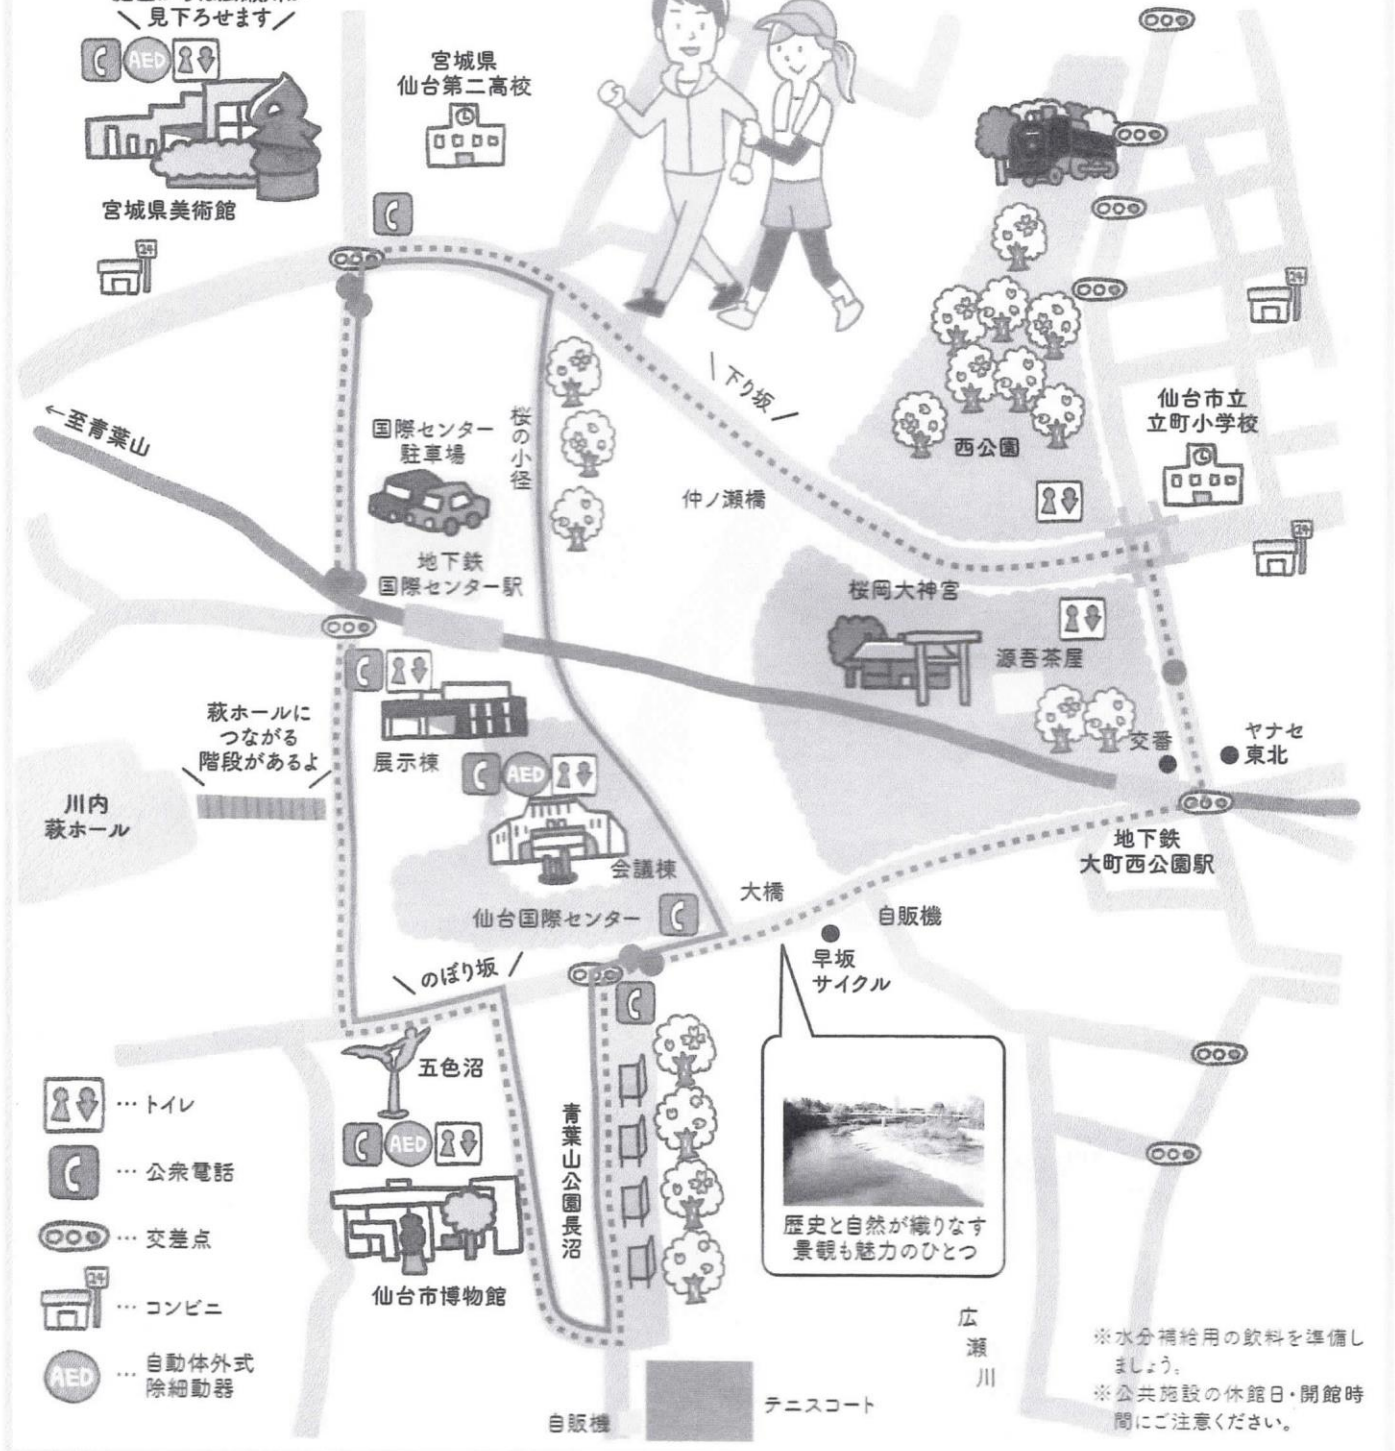 見下ろせます
AED
宮城県
仙台第二高校
宮城県美術館
24
24
下り坂
←至青葉山
国際センター
駐車場
桜の小径
西公園
仙台市立
立町小学校
仲ノ瀬橋
24
地下鉄
国際センター駅
桜岡大神宮
源吾茶屋
萩ホールに
つながる
階段があるよ
展示棟
交番
ヤナセ
東北
AED
川内
萩ホール
会議棟
地下鉄
大町西公園駅
大橋
仙台国際センター
自販機
早坂
サイクル
のぼり坂
五色沼
AED
青葉山公園長沼
仙台市博物館
歴史と自然が織りなす
景観も魅力のひとつ
…トイレ
…公衆電話
…交差点
24
…コンビニ
AED
…自動体外式
除細動器
広瀬川
テニスコート
自販機
※水分補給用の飲料を準備し
ましょう。
※公共施設の休館日・開館時
間にご注意ください。